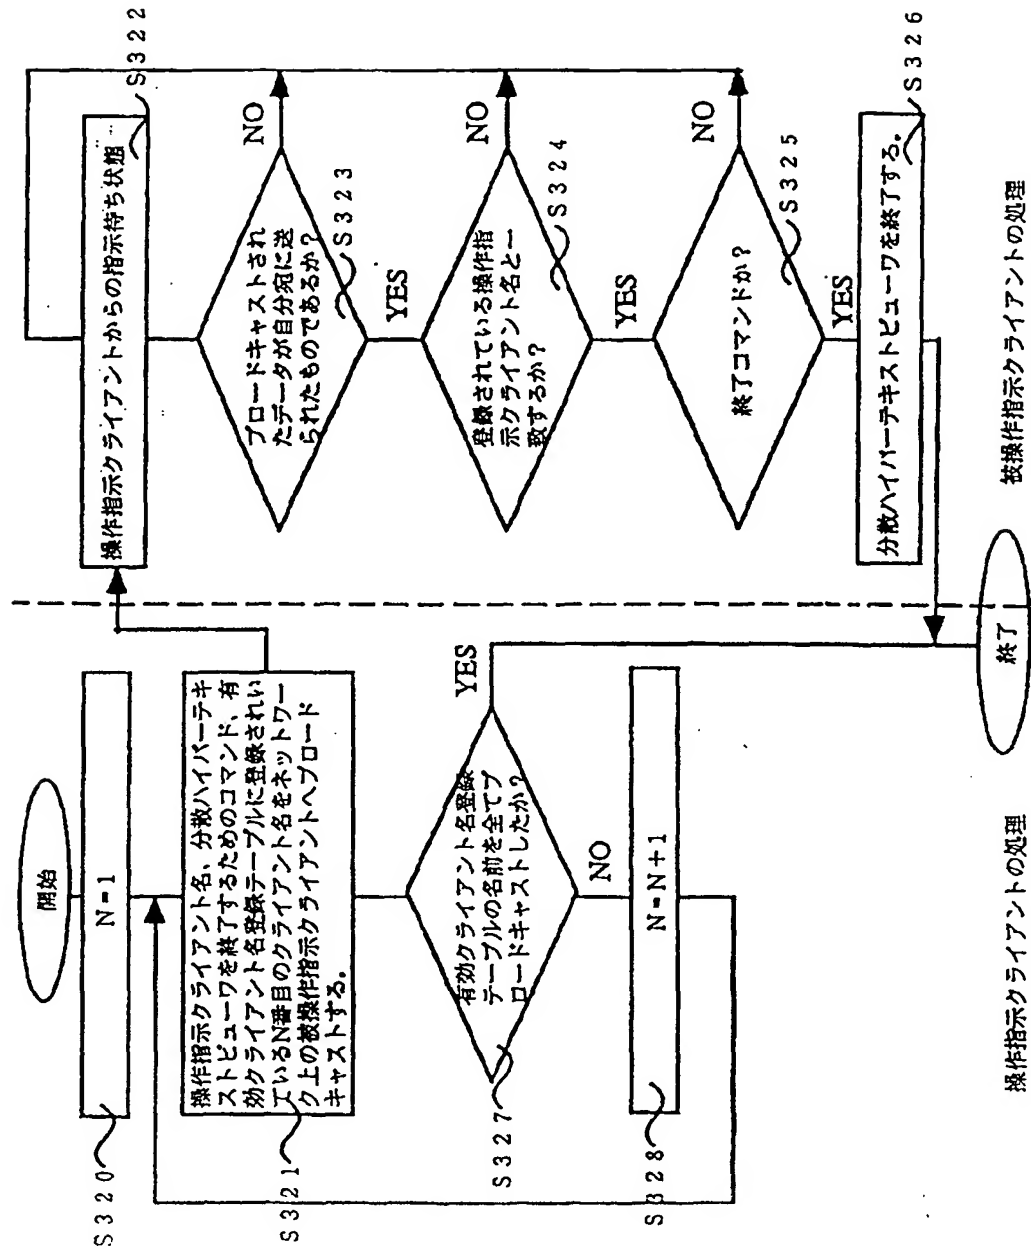 開始
S320
N=1
S321
操作指示クライアント名、分散ハイパーテキ
ストビューワを終了するためのコマンド、有
効クライアント名登録テーブルに登録されい
ているN番目のクライアント名をネットワー
ク上の被操作指示クライアントへブロード
キャストする。
S327
有効クライアント名登録
テーブルの名前を全てブ
ロードキャストしたか?
YES
NO
S328
N=N+1
操作指示クライアントの処理
操作指示クライアントからの指示待ち状態
S322
ブロードキャストされ
たデータが自分宛に送
られたものであるか?
S323
NO
YES
登録されている操作指
示クライアント名と一
致するか?
S324
NO
YES
終了コマンドか?
S325
NO
YES
分散ハイパーテキストビューワを終了する。
S326
終了
被操作指示クライアントの処理